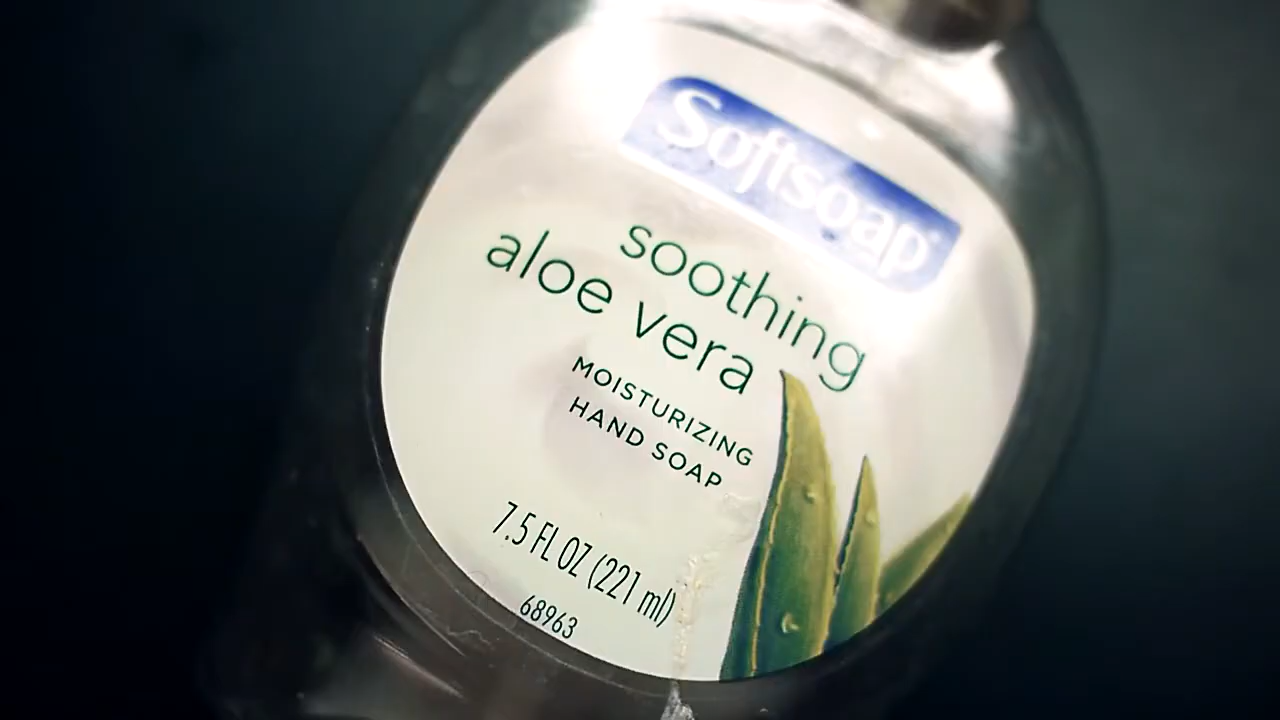 Softsoap®
soothing
aloe vera
MOISTURIZING
HAND SOAP
7.5 FL OZ (221 ml)
68963